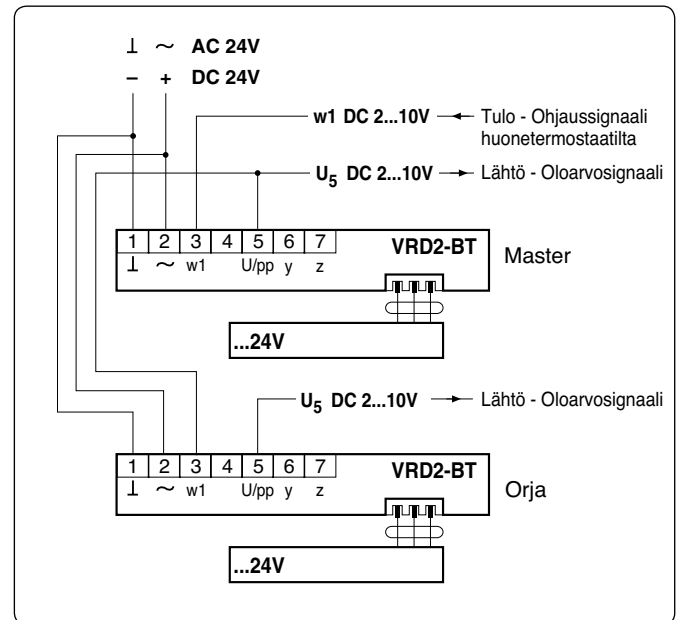 ⊥ ~ AC 24V
– + DC 24V
w1 DC 2...10V Tulo - Ohjaussignaali
huonetermostaatilta
U5 DC 2...10V Lähtö - Oloarvosignaali
1 2 3 4 5 6 7 VRD2-BT Master
⊥ ~ w1 U/pp y z
...24V
U5 DC 2...10V Lähtö - Oloarvosignaali
1 2 3 4 5 6 7 VRD2-BT Orja
⊥ ~ w1 U/pp y z
...24V